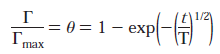 Γ/Γmax = θ = 1 − exp(−(t/T)^1/2)